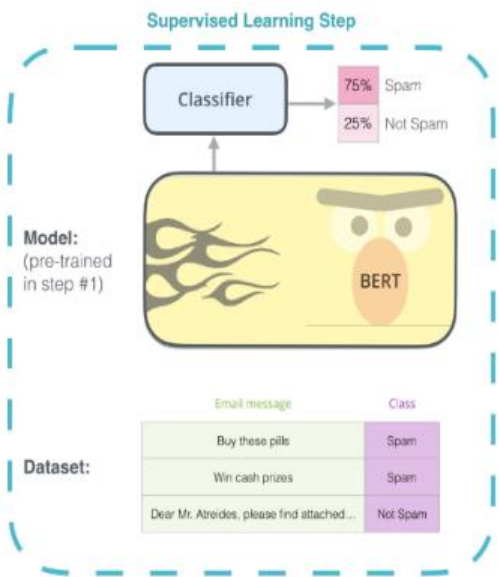 Supervised Learning Step
Classifier
75% Spam
25% Not Spam
Model:
(pre-trained
in step #1)
BERT
Email message Class
Buy these pills Spam
Win cash prizes Spam
Dear Mr. Atreides, please find attached... Not Spam
Dataset: